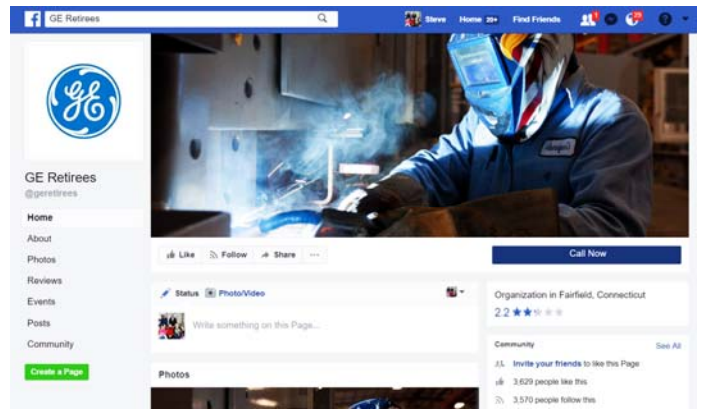 GE Retirees
Steve Home 20+ Find Friends
GE Retirees
@geretirees
Home
About
Photos
Reviews
Events
Posts
Community
Create a Page
Like Follow Share
Call Now
Status Photo/Video
Write something on this Page...
Photos
Organization in Fairfield, Connecticut
2.2
Community See All
Invite your friends to like this Page
3,629 people like this
3,570 people follow this